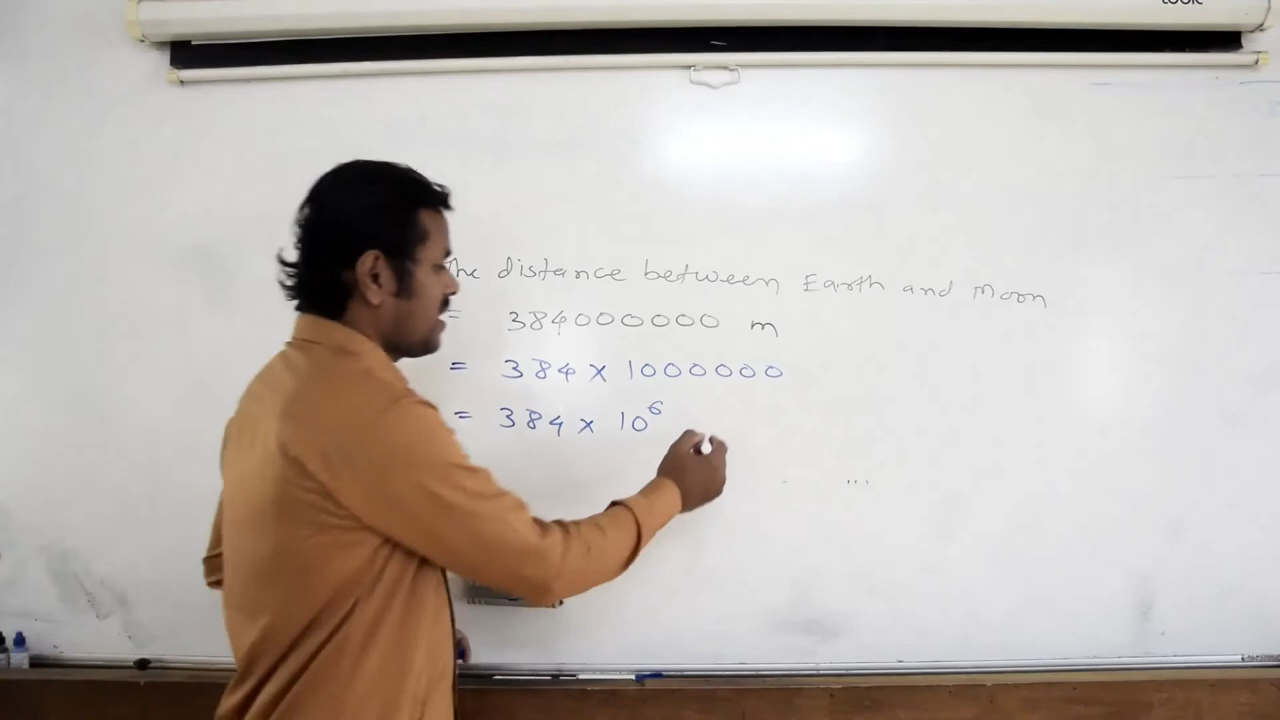 The distance between Earth and Moon
= 384000000 m
= 384 × 1000000
= 384 × 10⁶